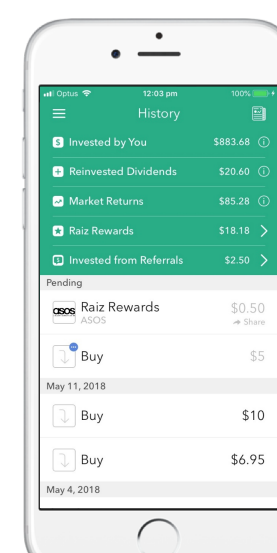 Optus 12:03 pm 100%
History
Invested by You $883.68
Reinvested Dividends $20.60
Market Returns $85.28
Raiz Rewards $18.18
Invested from Referrals $2.50
Pending
asos Raiz Rewards $0.50
ASOS Share
Buy $5
May 11, 2018
Buy $10
Buy $6.95
May 4, 2018